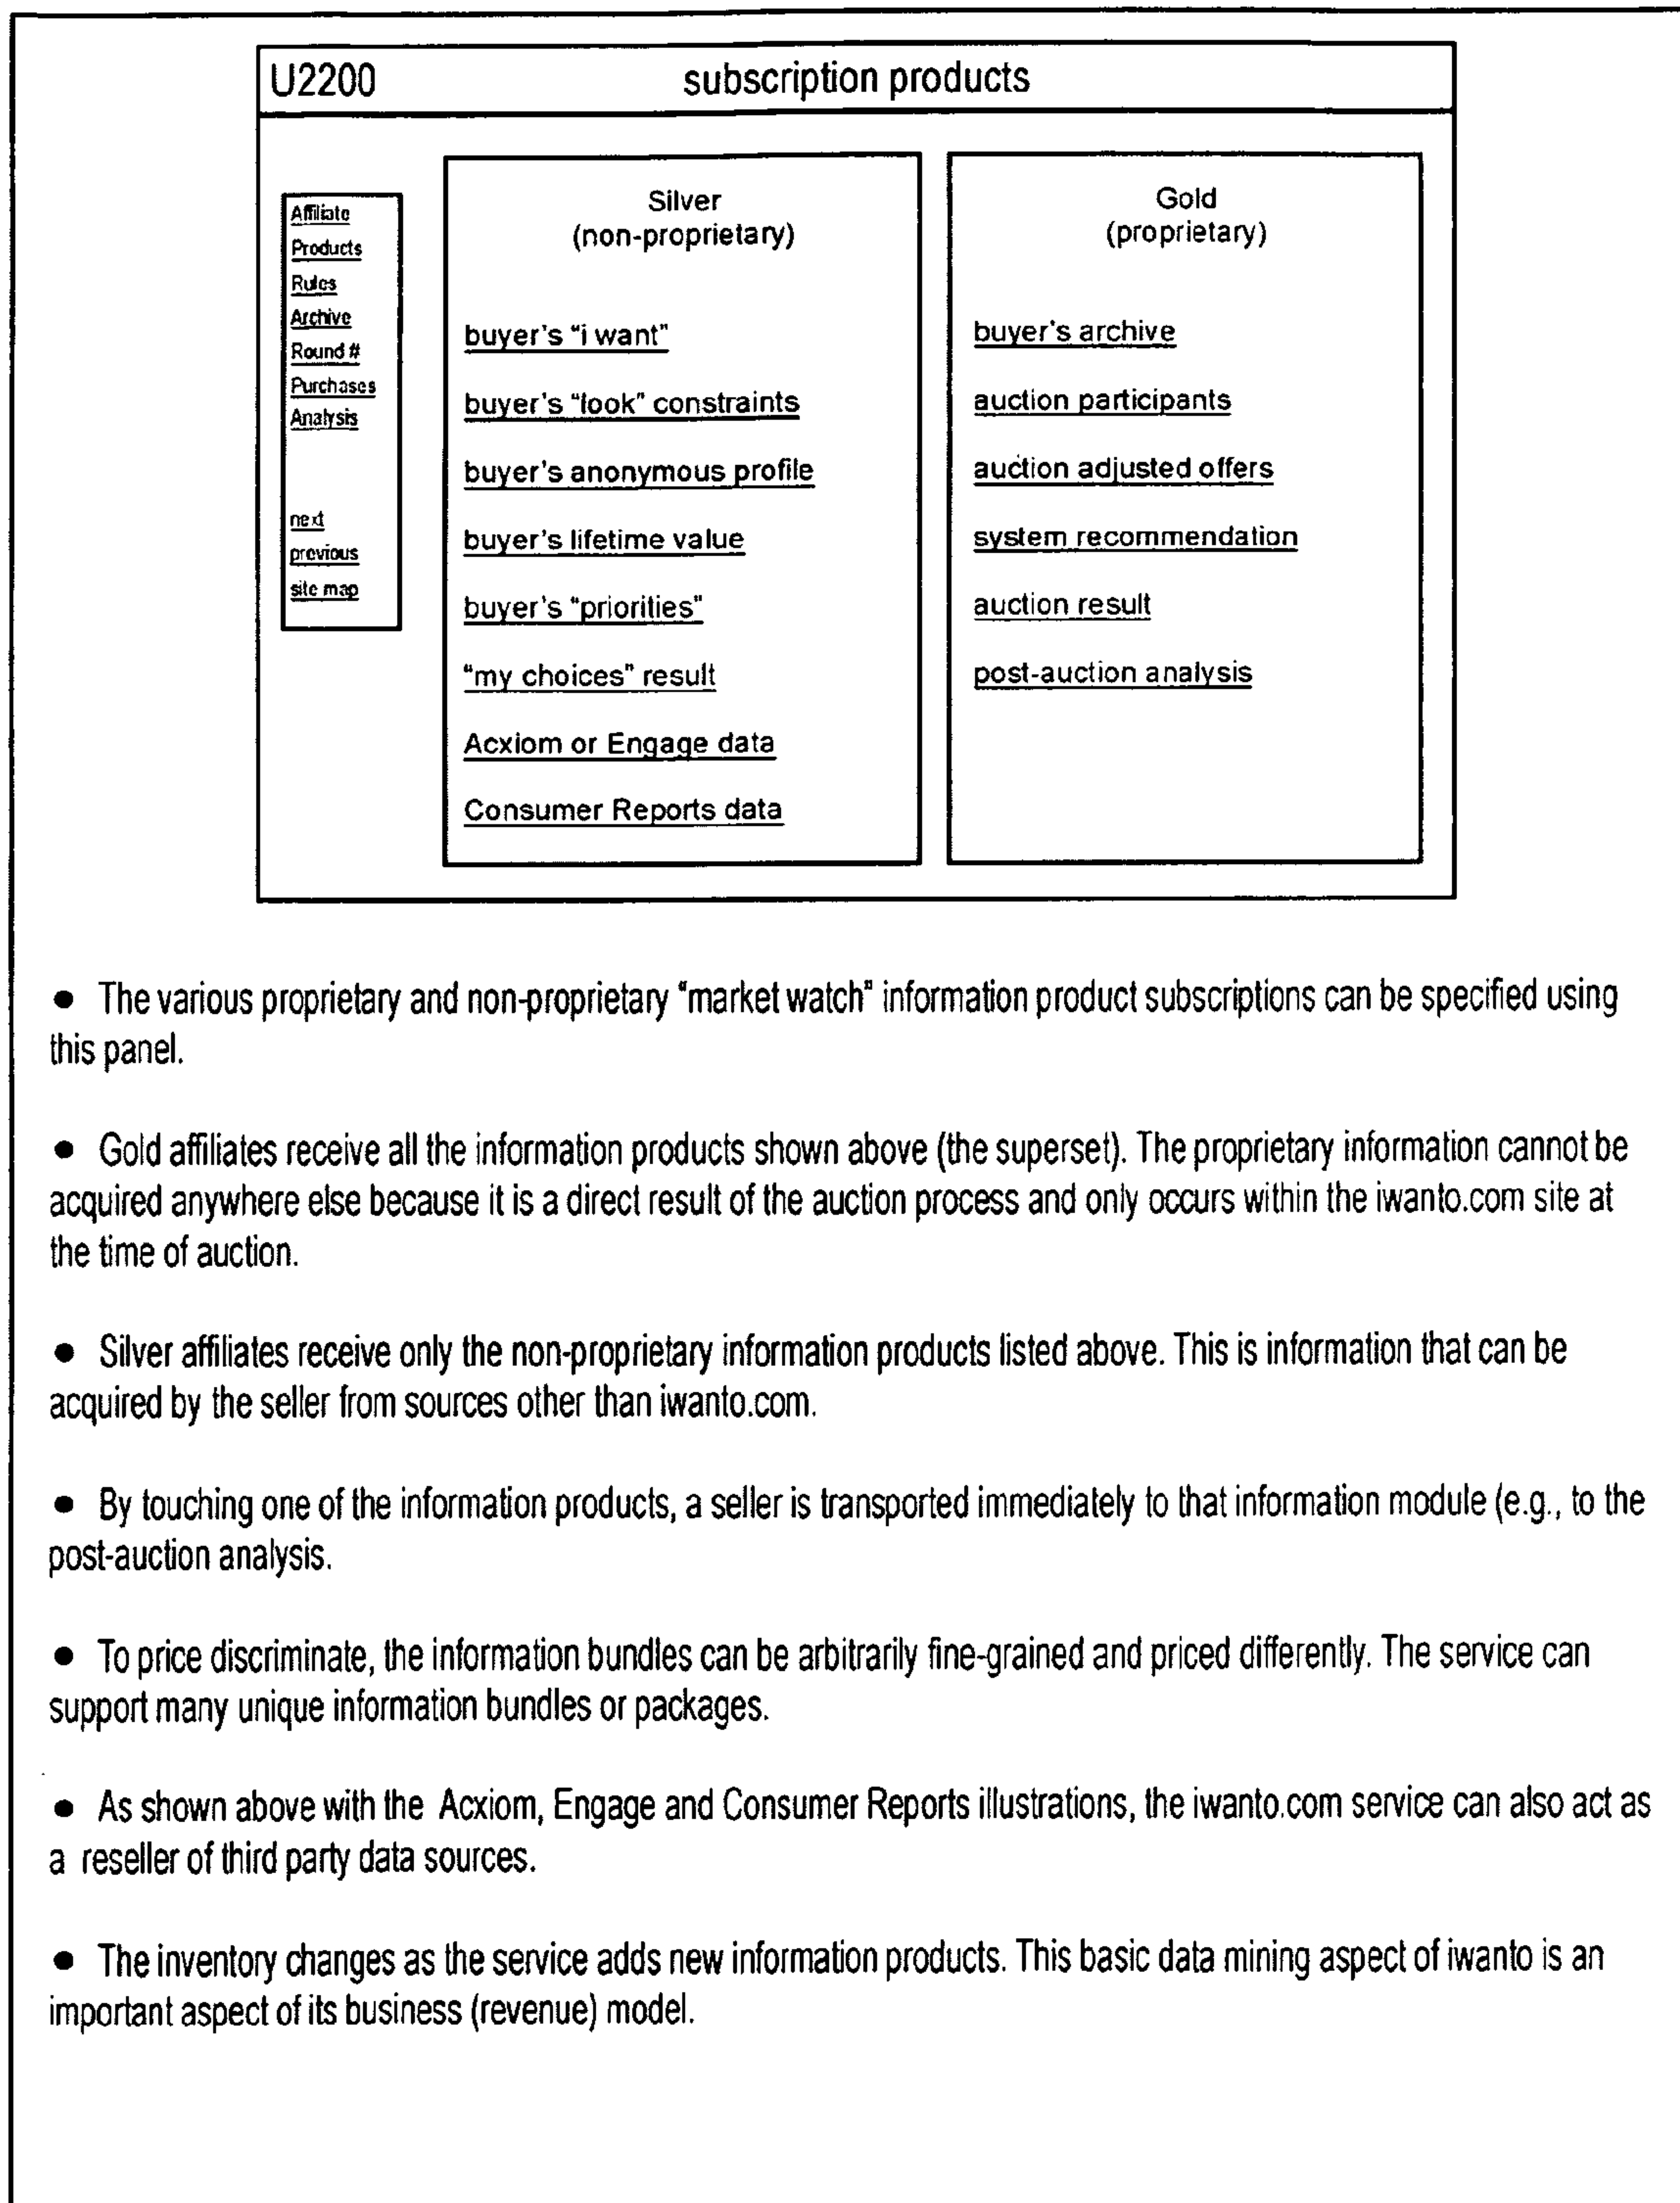 U2200 subscription products
Affiliate
Products
Rules
Archive
Round #
Purchases
Analysis
next
previous
site map
Silver
(non-proprietary)
buyer's "i want"
buyer's "look" constraints
buyer's anonymous profile
buyer's lifetime value
buyer's "priorities"
"my choices" result
Acxiom or Engage data
Consumer Reports data
Gold
(proprietary)
buyer's archive
auction participants
auction adjusted offers
system recommendation
auction result
post-auction analysis
● The various proprietary and non-proprietary "market watch" information product subscriptions can be specified using
this panel.
● Gold affiliates receive all the information products shown above (the superset). The proprietary information cannot be
acquired anywhere else because it is a direct result of the auction process and only occurs within the iwanto.com site at
the time of auction.
● Silver affiliates receive only the non-proprietary information products listed above. This is information that can be
acquired by the seller from sources other than iwanto.com.
● By touching one of the information products, a seller is transported immediately to that information module (e.g., to the
post-auction analysis.
● To price discriminate, the information bundles can be arbitrarily fine-grained and priced differently. The service can
support many unique information bundles or packages.
● As shown above with the Acxiom, Engage and Consumer Reports illustrations, the iwanto.com service can also act as
a reseller of third party data sources.
● The inventory changes as the service adds new information products. This basic data mining aspect of iwanto is an
important aspect of its business (revenue) model.